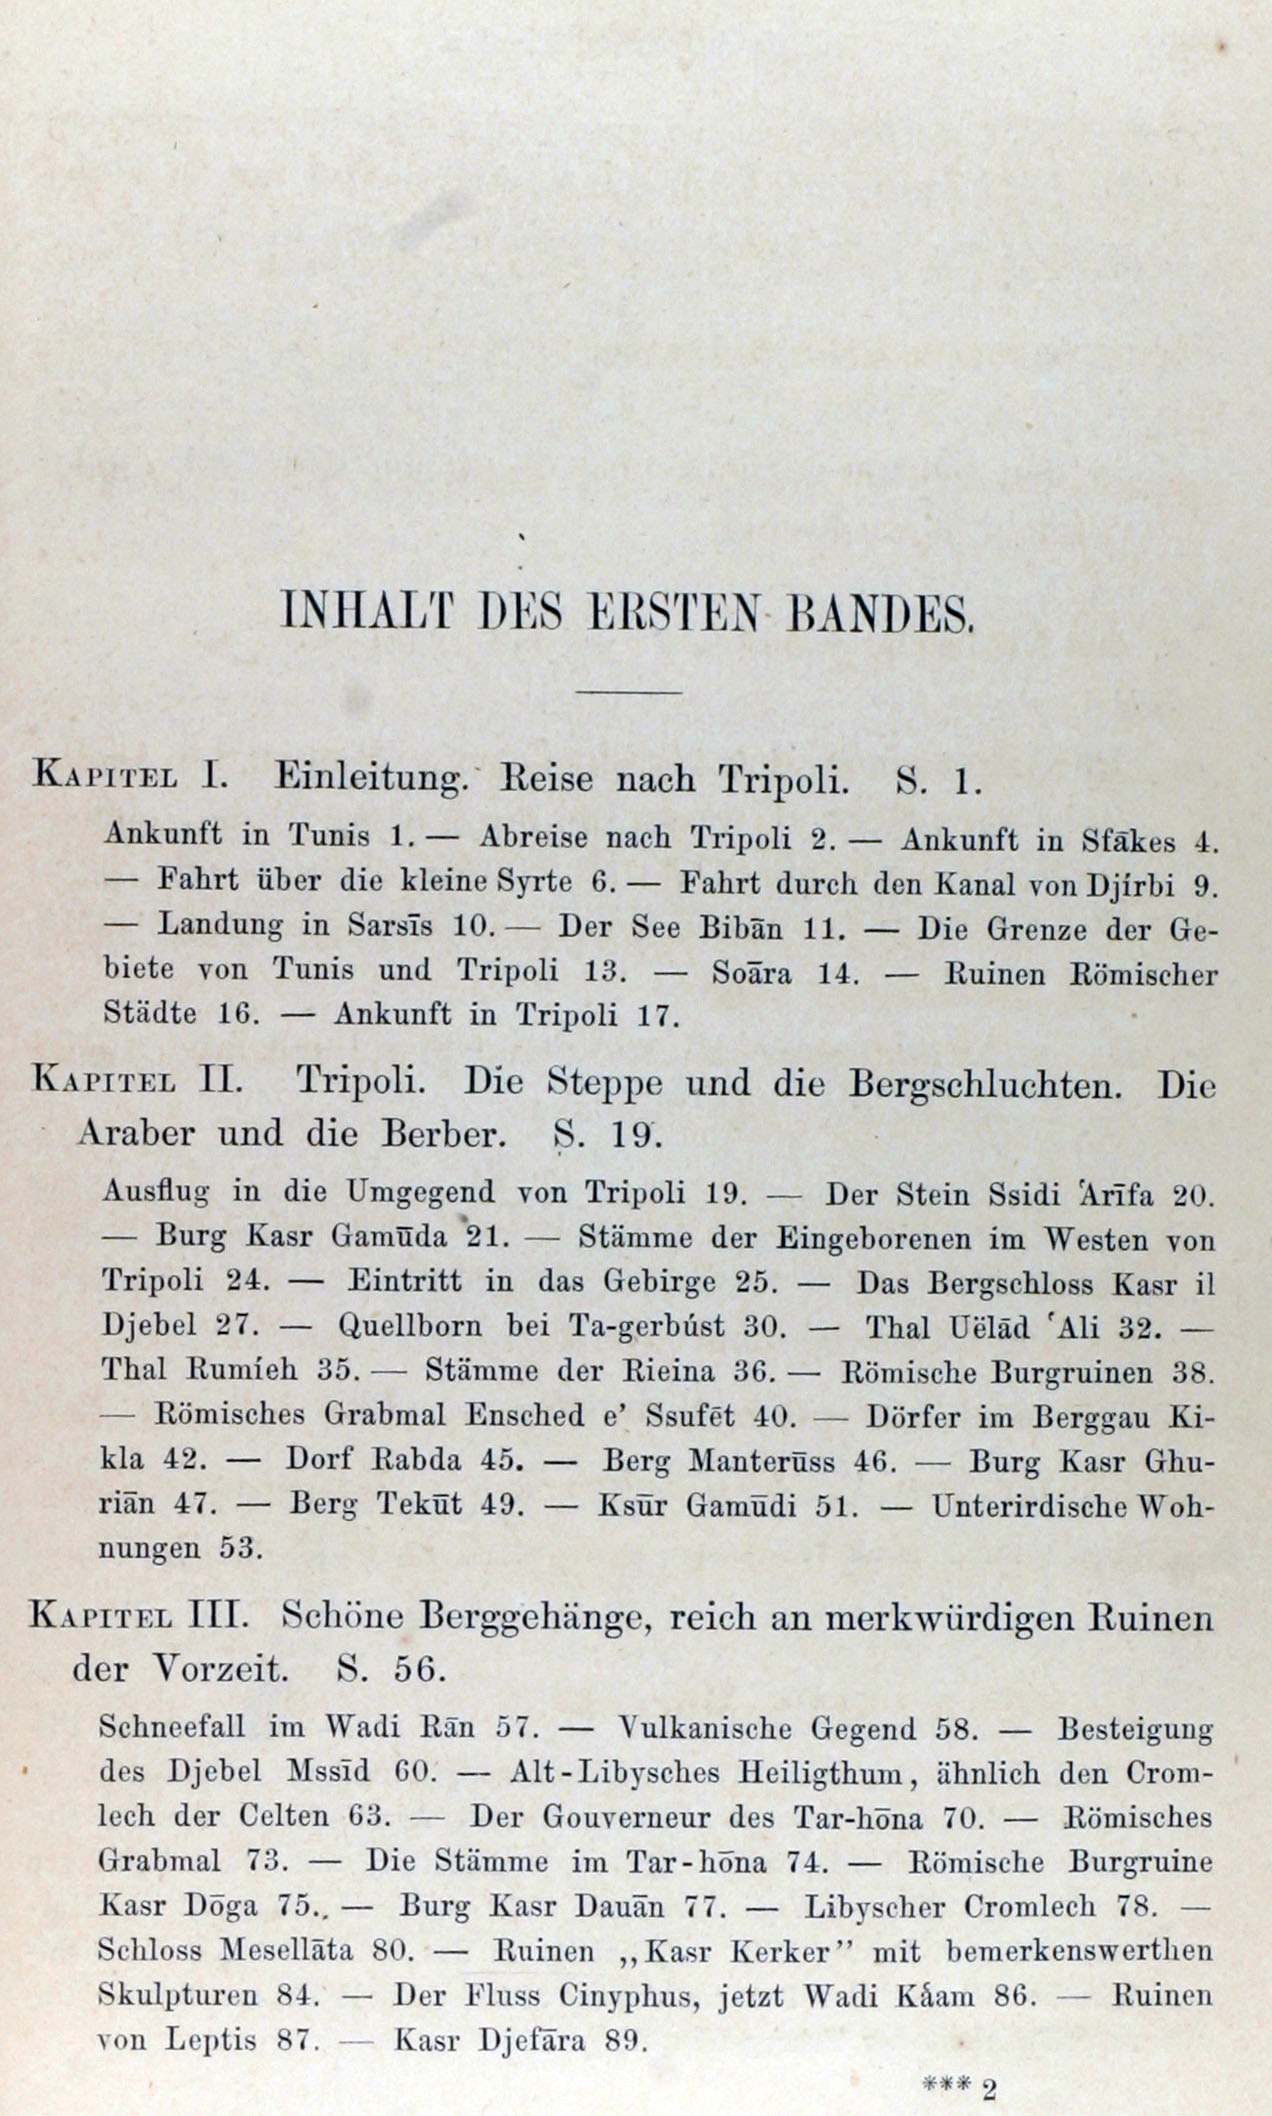 INHALT DES ERSTEN BANDES.
KAPITEL I. Einleitung. Reise nach Tripoli. S. 1.
Ankunft in Tunis 1. — Abreise nach Tripoli 2. — Ankunft in Sfākes 4.
— Fahrt über die kleine Syrte 6. — Fahrt durch den Kanal von Djírbi 9.
— Landung in Sarsīs 10. — Der See Bibān 11. — Die Grenze der Ge-
biete von Tunis und Tripoli 13. — Soāra 14. — Ruinen Römischer
Städte 16. — Ankunft in Tripoli 17.
KAPITEL II. Tripoli. Die Steppe und die Bergschluchten. Die
Araber und die Berber. S. 19.
Ausflug in die Umgegend von Tripoli 19. — Der Stein Ssidi ʿArīfa 20.
— Burg Kasr Gamūda 21. — Stämme der Eingeborenen im Westen von
Tripoli 24. — Eintritt in das Gebirge 25. — Das Bergschloss Kasr il
Djebel 27. — Quellborn bei Ta-gerbúst 30. — Thal Uëlād ʿAli 32. —
Thal Rumíeh 35. — Stämme der Rieina 36. — Römische Burgruinen 38.
— Römisches Grabmal Ensched e' Ssufēt 40. — Dörfer im Berggau Ki-
kla 42. — Dorf Rabda 45. — Berg Manterūss 46. — Burg Kasr Ghu-
riān 47. — Berg Tekūt 49. — Ksūr Gamūdi 51. — Unterirdische Woh-
nungen 53.
KAPITEL III. Schöne Berggehänge, reich an merkwürdigen Ruinen
der Vorzeit. S. 56.
Schneefall im Wadi Rān 57. — Vulkanische Gegend 58. — Besteigung
des Djebel Mssīd 60. — Alt-Libysches Heiligthum, ähnlich den Crom-
lech der Celten 63. — Der Gouverneur des Tar-hōna 70. — Römisches
Grabmal 73. — Die Stämme im Tar-hōna 74. — Römische Burgruine
Kasr Dōga 75. — Burg Kasr Dauān 77. — Libyscher Cromlech 78. —
Schloss Mesellāta 80. — Ruinen „Kasr Kerker” mit bemerkenswerthen
Skulpturen 84. — Der Fluss Cinyphus, jetzt Wadi Kåam 86. — Ruinen
von Leptis 87. — Kasr Djefāra 89.
*** 2